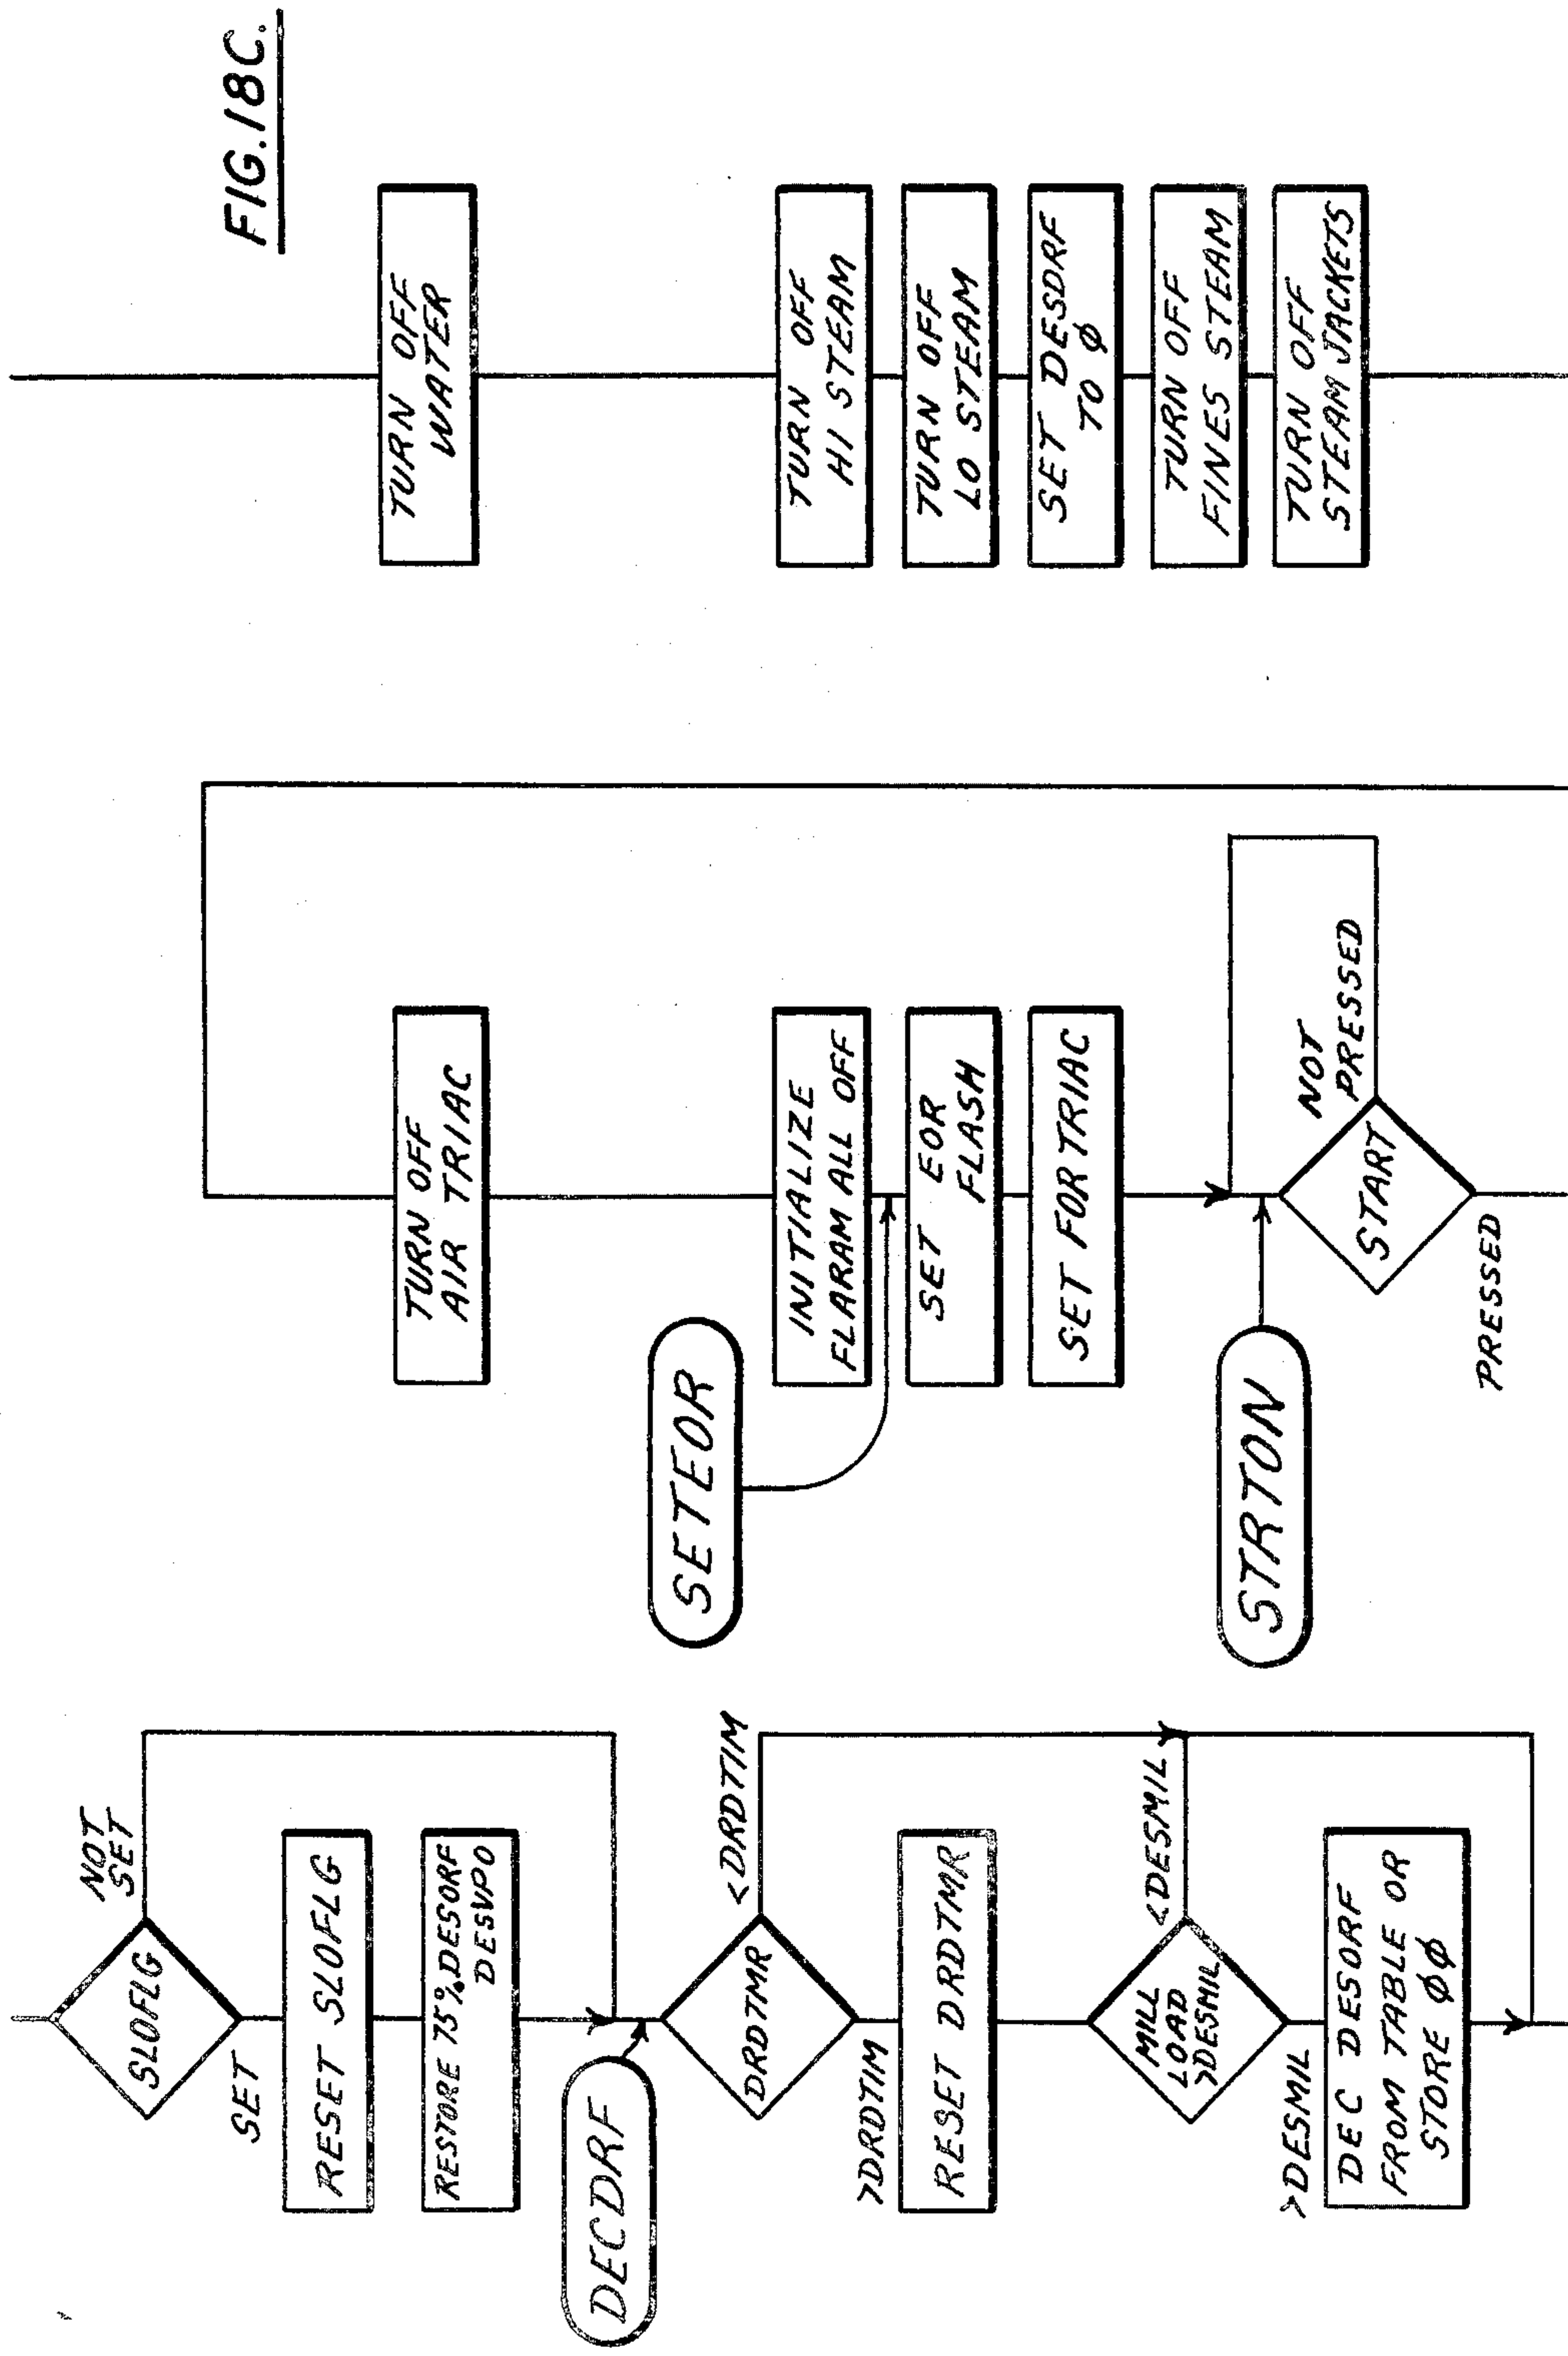 FIG. 18C.
SLOFLG
NOT
SET
SET
RESET SLOFLG
RESTORE 75% DESORF
DESVPO
DECDRF
DRDTMR
<DRDTIM
>DRDTIM
RESET DRDTMR
MILL
LOAD
>DESMIL
<DESMIL
>DESMIL
DEC DESORF
FROM TABLE OR
STORE ØØ
TURN OFF
AIR TRIAC
SETEOR
INITIALIZE
FLARAM ALL OFF
SET EOR
FLASH
SET FOR TRIAC
STRTON
START
NOT
PRESSED
PRESSED
TURN OFF
WATER
TURN OFF
HI STEAM
TURN OFF
LO STEAM
SET DESDRF
TO Ø
TURN OFF
FINES STEAM
TURN OFF
STEAM JACKETS